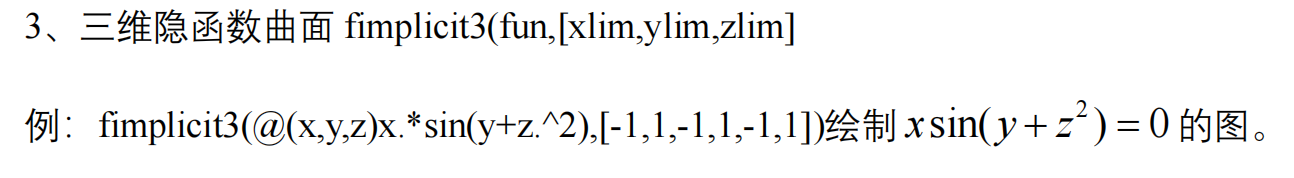 3、三维隐函数曲面 fimplicit3(fun,[xlim,ylim,zlim]
例：fimplicit3(@(x,y,z)x.*sin(y+z.^2),[-1,1,-1,1,-1,1])绘制 x sin(y + z²) = 0 的图。